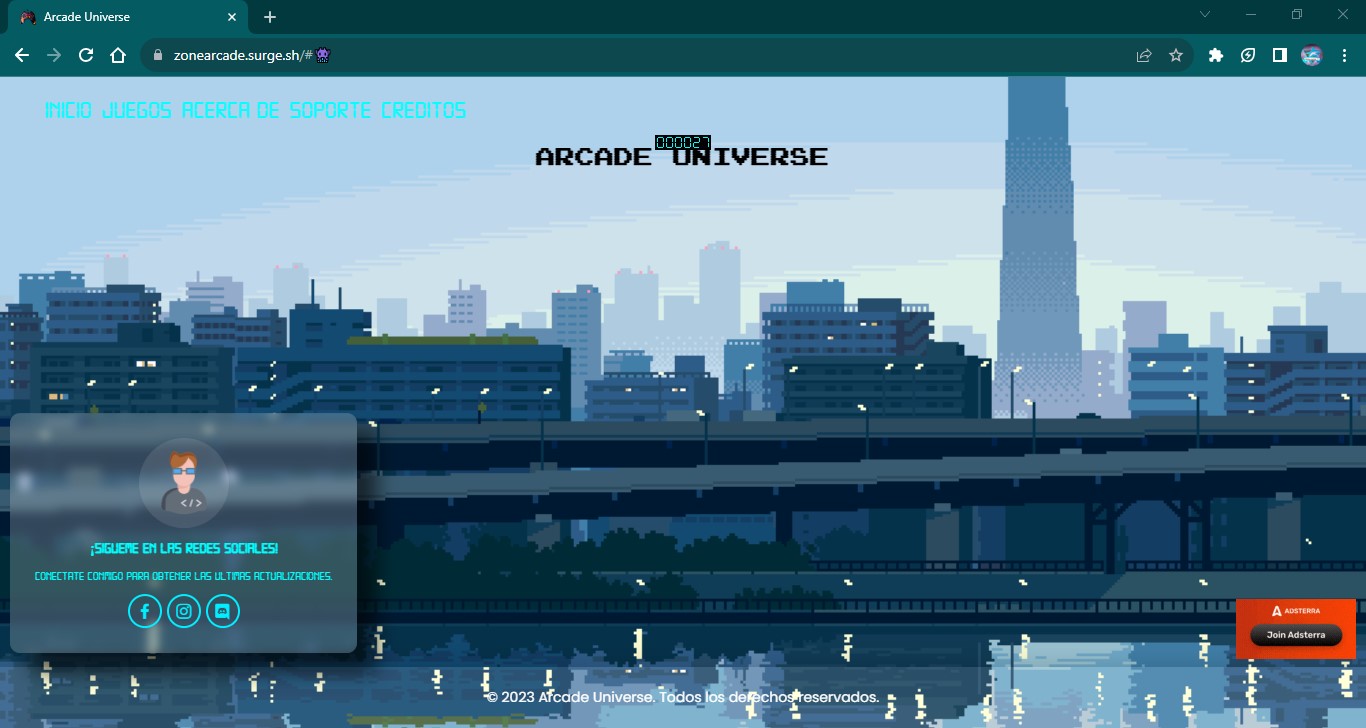 Arcade Universe
zonearcade.surge.sh/#👾
INICIO JUEGOS ACERCA DE SOPORTE CREDITOS
000027
ARCADE UNIVERSE
</>
¡SIGUEME EN LAS REDES SOCIALES!
CONECTATE CONMIGO PARA OBTENER LAS ULTIMAS ACTUALIZACIONES.
A ADSTERRA
Join Adsterra
© 2023 Arcade Universe. Todos los derechos reservados.